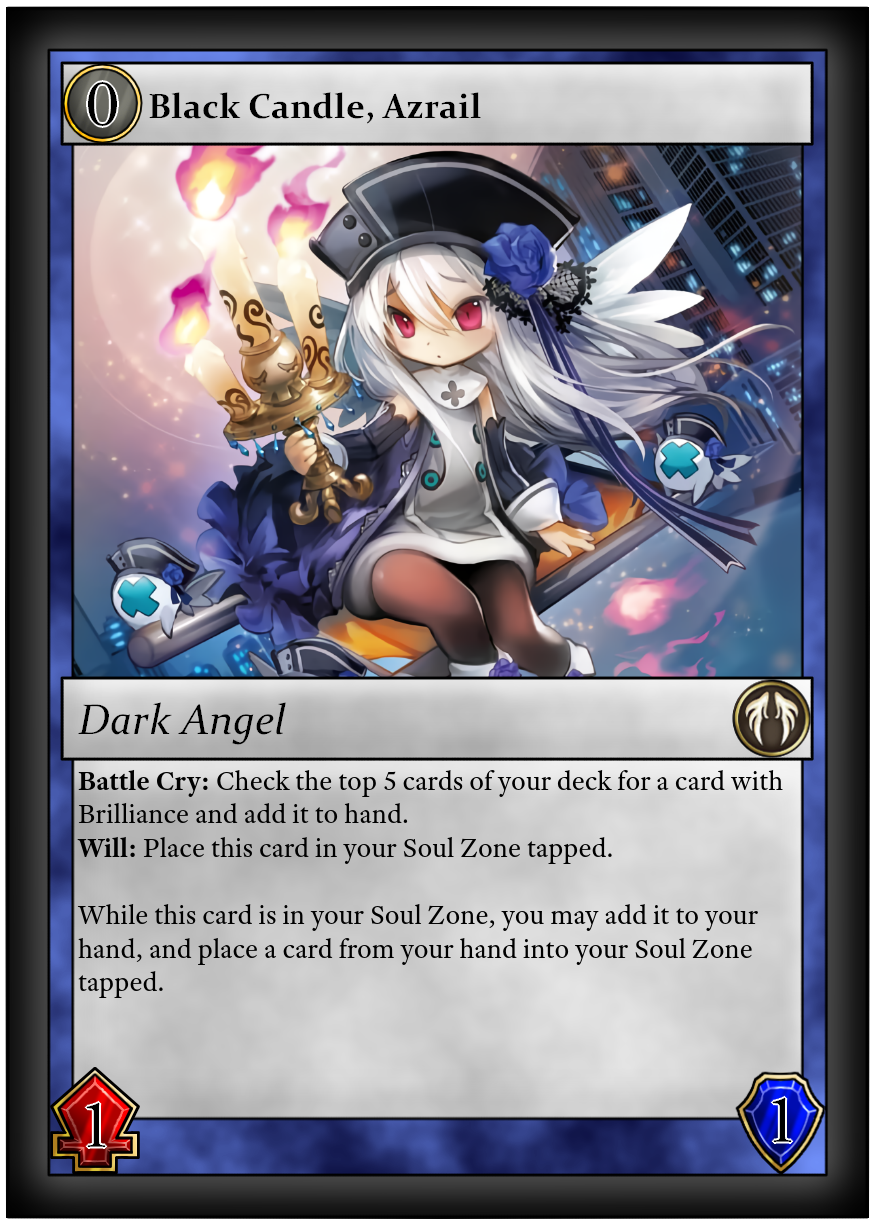 0
Black Candle, Azrail
Dark Angel
Battle Cry: Check the top 5 cards of your deck for a card with
Brilliance and add it to hand.
Will: Place this card in your Soul Zone tapped.
While this card is in your Soul Zone, you may add it to your
hand, and place a card from your hand into your Soul Zone
tapped.
1
1